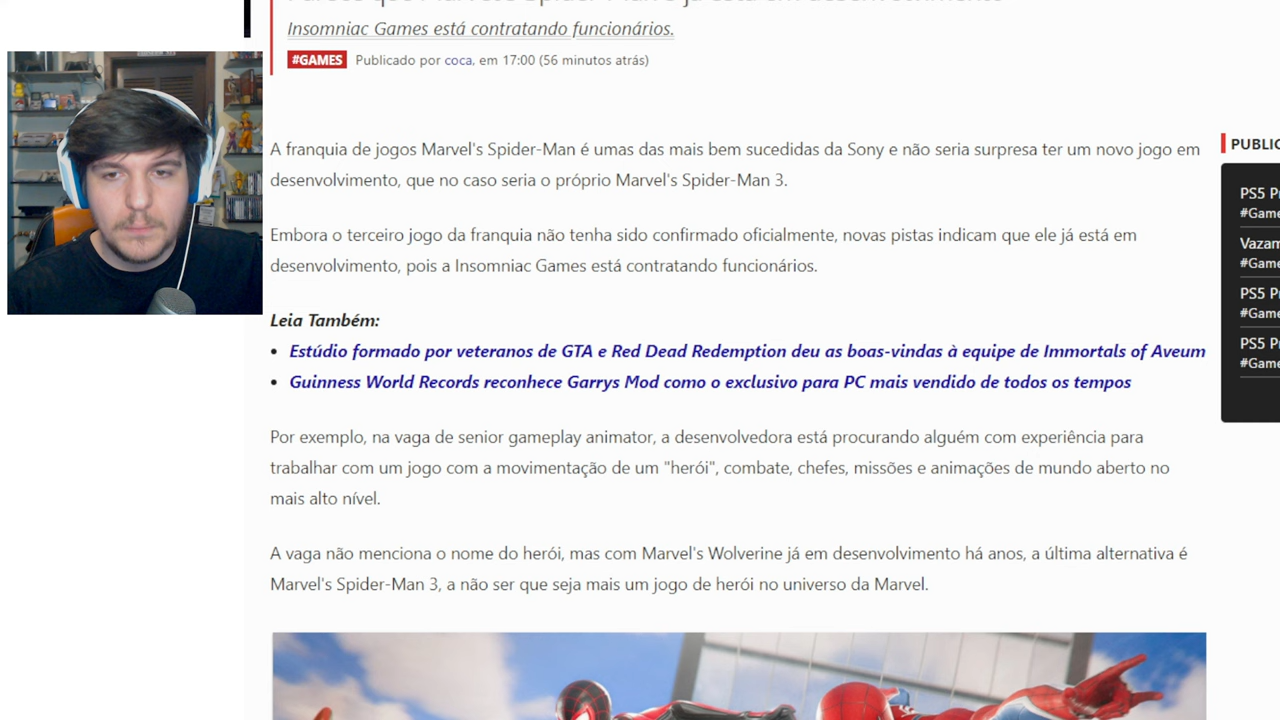 Insomniac Games está contratando funcionários.
#GAMES Publicado por coca, em 17:00 (56 minutos atrás)
A franquia de jogos Marvel's Spider-Man é umas das mais bem sucedidas da Sony e não seria surpresa ter um novo jogo em
desenvolvimento, que no caso seria o próprio Marvel's Spider-Man 3.
Embora o terceiro jogo da franquia não tenha sido confirmado oficialmente, novas pistas indicam que ele já está em
desenvolvimento, pois a Insomniac Games está contratando funcionários.
Leia Também:
• Estúdio formado por veteranos de GTA e Red Dead Redemption deu as boas-vindas à equipe de Immortals of Aveum
• Guinness World Records reconhece Garrys Mod como o exclusivo para PC mais vendido de todos os tempos
Por exemplo, na vaga de senior gameplay animator, a desenvolvedora está procurando alguém com experiência para
trabalhar com um jogo com a movimentação de um "herói", combate, chefes, missões e animações de mundo aberto no
mais alto nível.
A vaga não menciona o nome do herói, mas com Marvel's Wolverine já em desenvolvimento há anos, a última alternativa é
Marvel's Spider-Man 3, a não ser que seja mais um jogo de herói no universo da Marvel.
PUBLIC
PS5 P
#Game
Vazam
#Game
PS5 P
#Game
PS5 P
#Game